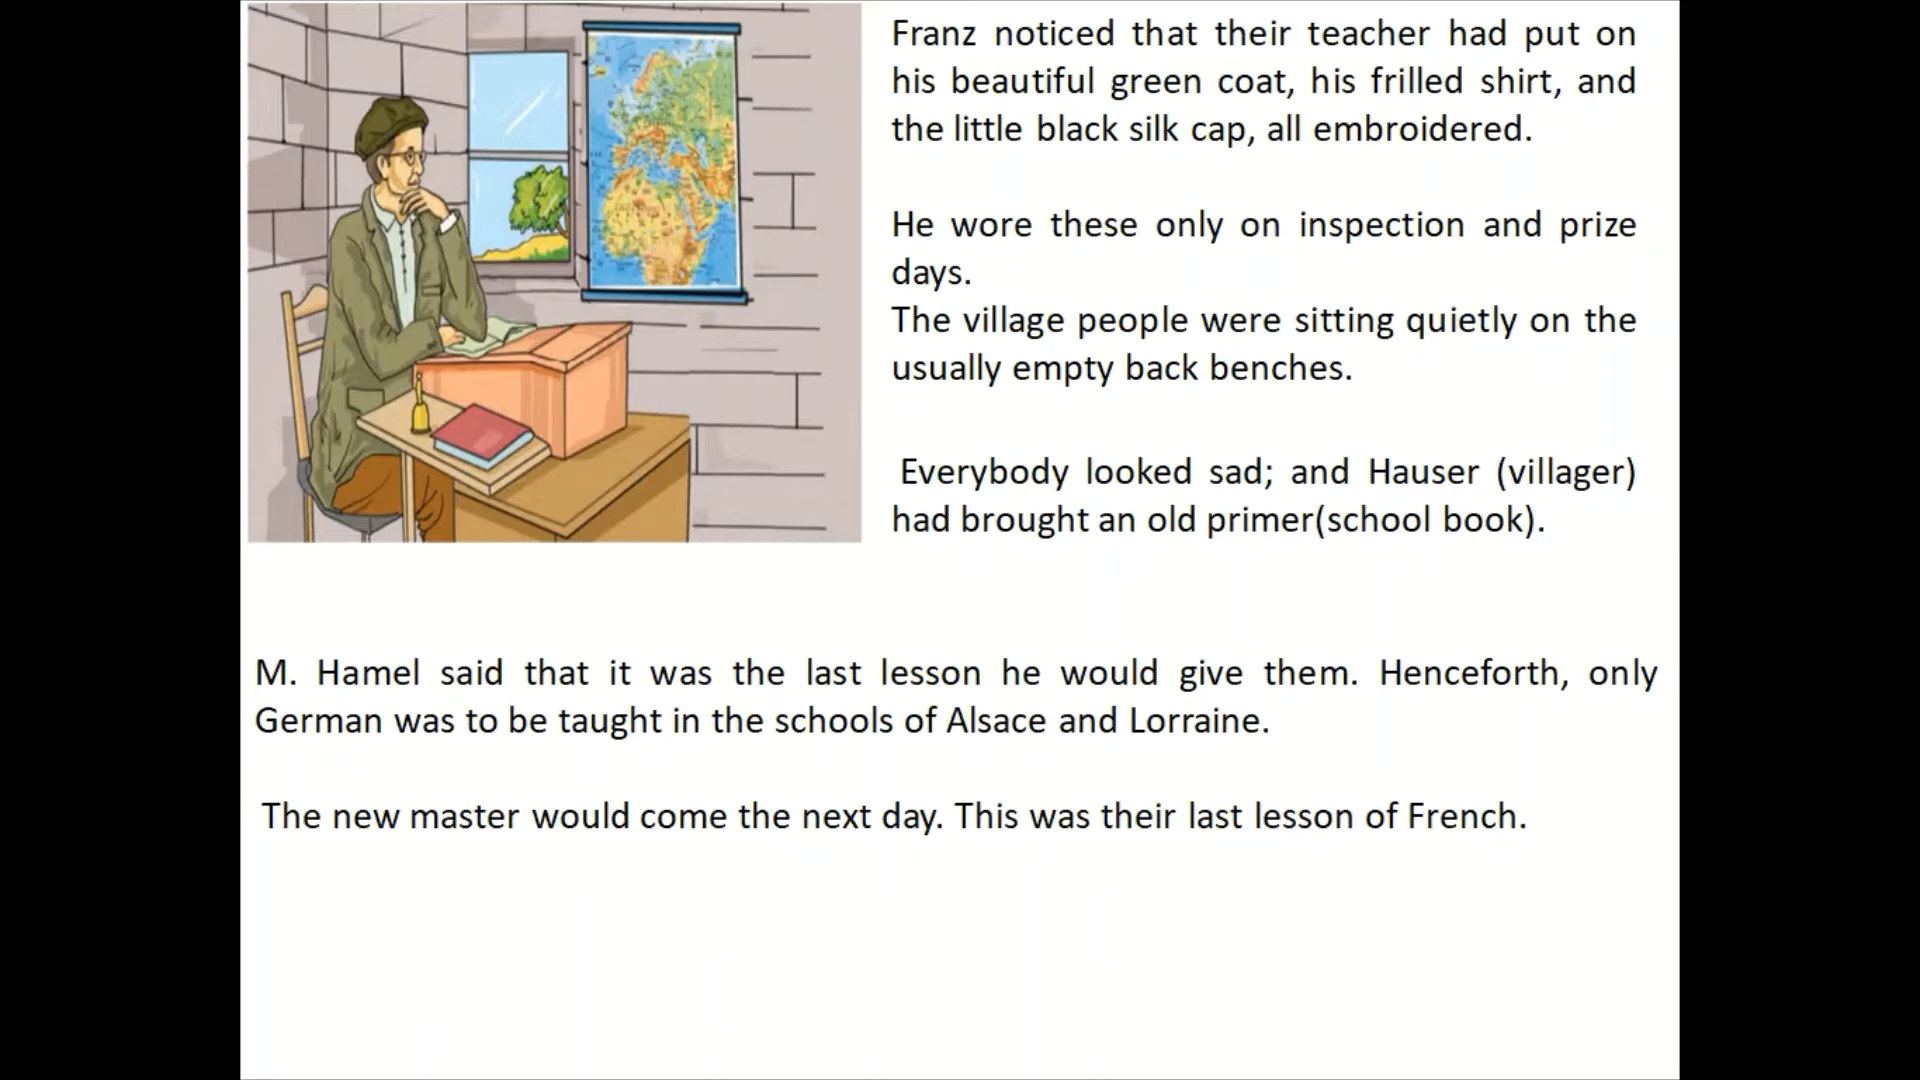 Franz noticed that their teacher had put on
his beautiful green coat, his frilled shirt, and
the little black silk cap, all embroidered.
He wore these only on inspection and prize
days.
The village people were sitting quietly on the
usually empty back benches.
Everybody looked sad; and Hauser (villager)
had brought an old primer(school book).
M. Hamel said that it was the last lesson he would give them. Henceforth, only
German was to be taught in the schools of Alsace and Lorraine.
The new master would come the next day. This was their last lesson of French.